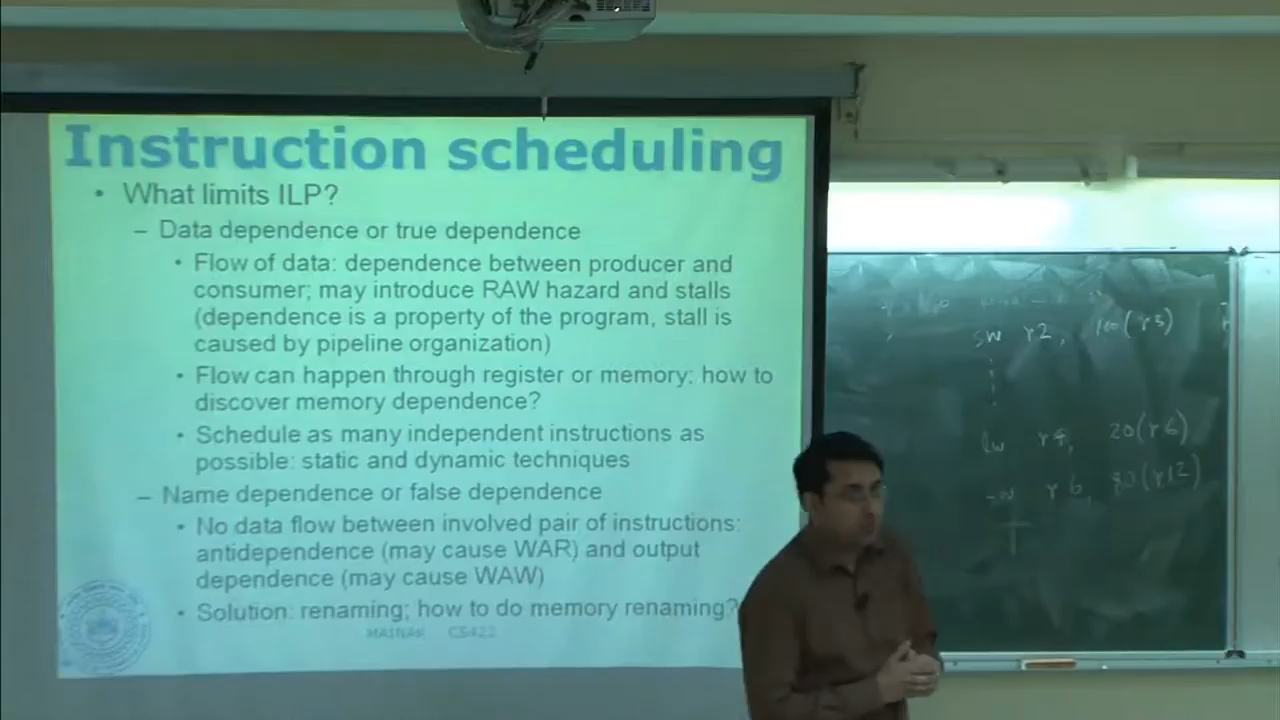 Instruction scheduling
• What limits ILP?
– Data dependence or true dependence
• Flow of data: dependence between producer and
consumer; may introduce RAW hazard and stalls
(dependence is a property of the program, stall is
caused by pipeline organization)
• Flow can happen through register or memory: how to
discover memory dependence?
• Schedule as many independent instructions as
possible: static and dynamic techniques
– Name dependence or false dependence
• No data flow between involved pair of instructions:
antidependence (may cause WAR) and output
dependence (may cause WAW)
• Solution: renaming; how to do memory renaming?
MAINAK CS422
sw r2, 100(r3)
lw r4, 20(r6)
r6, 80(r12)